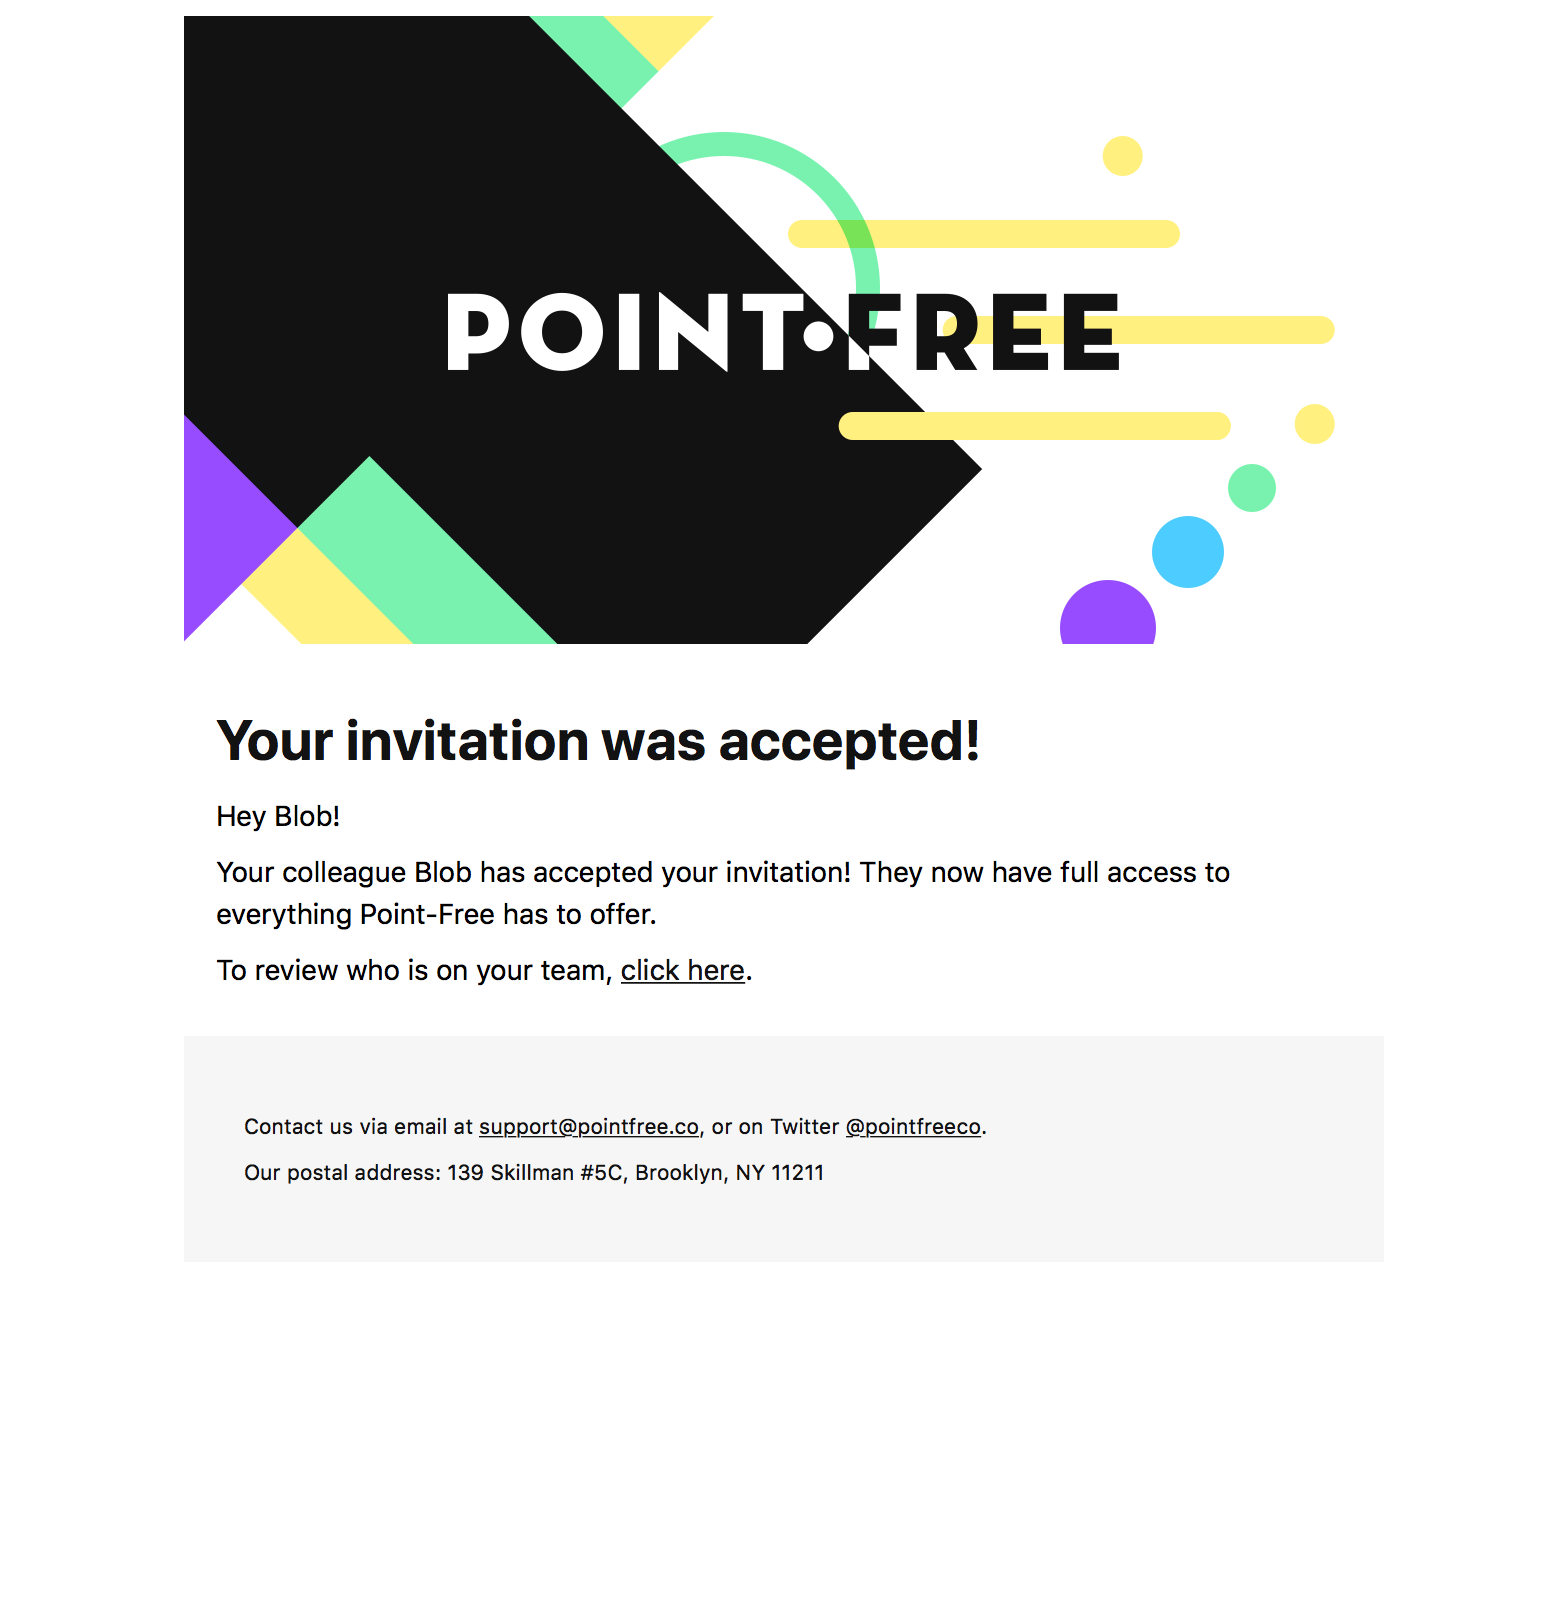 POINT•FREE
Your invitation was accepted!
Hey Blob!
Your colleague Blob has accepted your invitation! They now have full access to
everything Point-Free has to offer.
To review who is on your team, click here.
Contact us via email at support@pointfree.co, or on Twitter @pointfreeco.
Our postal address: 139 Skillman #5C, Brooklyn, NY 11211